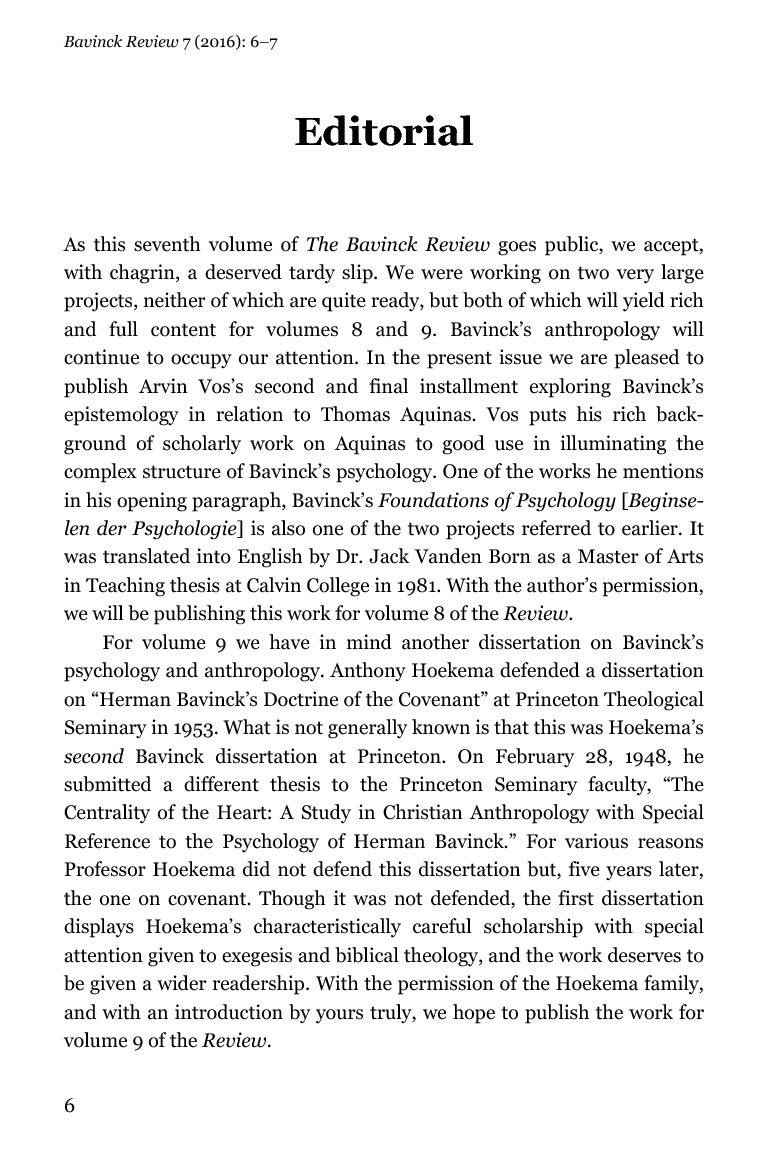 Bavinck Review 7 (2016): 6–7
Editorial
As this seventh volume of The Bavinck Review goes public, we accept,
with chagrin, a deserved tardy slip. We were working on two very large
projects, neither of which are quite ready, but both of which will yield rich
and full content for volumes 8 and 9. Bavinck’s anthropology will
continue to occupy our attention. In the present issue we are pleased to
publish Arvin Vos’s second and final installment exploring Bavinck’s
epistemology in relation to Thomas Aquinas. Vos puts his rich back-
ground of scholarly work on Aquinas to good use in illuminating the
complex structure of Bavinck’s psychology. One of the works he mentions
in his opening paragraph, Bavinck’s Foundations of Psychology [Beginse-
len der Psychologie] is also one of the two projects referred to earlier. It
was translated into English by Dr. Jack Vanden Born as a Master of Arts
in Teaching thesis at Calvin College in 1981. With the author’s permission,
we will be publishing this work for volume 8 of the Review.
For volume 9 we have in mind another dissertation on Bavinck’s
psychology and anthropology. Anthony Hoekema defended a dissertation
on “Herman Bavinck’s Doctrine of the Covenant” at Princeton Theological
Seminary in 1953. What is not generally known is that this was Hoekema’s
second Bavinck dissertation at Princeton. On February 28, 1948, he
submitted a different thesis to the Princeton Seminary faculty, “The
Centrality of the Heart: A Study in Christian Anthropology with Special
Reference to the Psychology of Herman Bavinck.” For various reasons
Professor Hoekema did not defend this dissertation but, five years later,
the one on covenant. Though it was not defended, the first dissertation
displays Hoekema’s characteristically careful scholarship with special
attention given to exegesis and biblical theology, and the work deserves to
be given a wider readership. With the permission of the Hoekema family,
and with an introduction by yours truly, we hope to publish the work for
volume 9 of the Review.
6